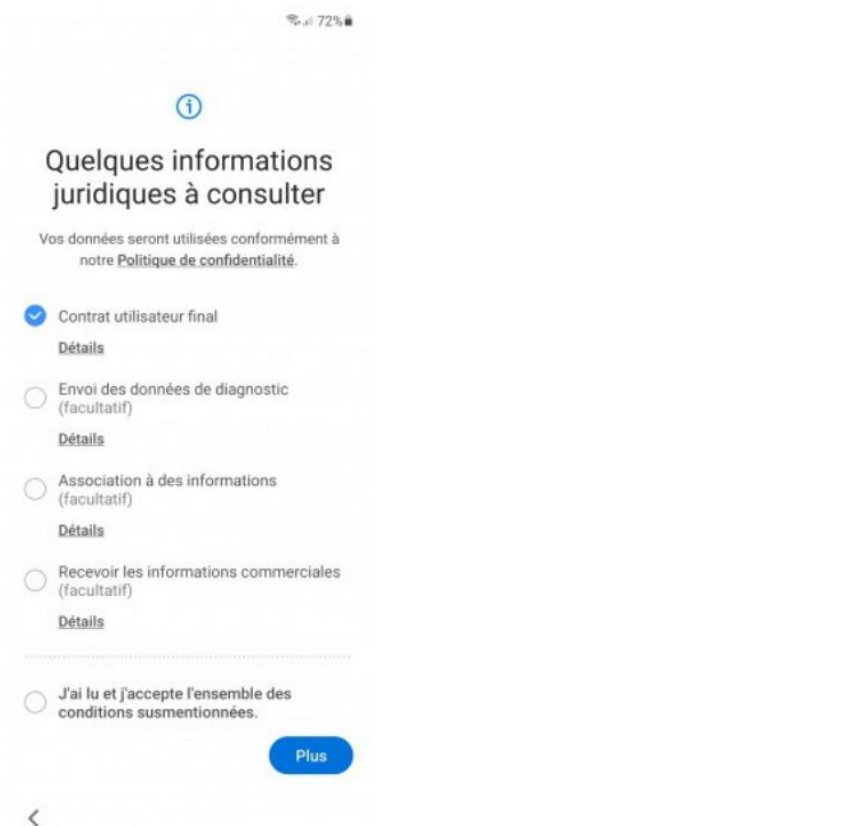 72%
Quelques informations
juridiques à consulter
Vos données seront utilisées conformément à
notre Politique de confidentialité.
Contrat utilisateur final
Détails
Envoi des données de diagnostic
(facultatif)
Détails
Association à des informations
(facultatif)
Détails
Recevoir les informations commerciales
(facultatif)
Détails
J'ai lu et j'accepte l'ensemble des
conditions susmentionnées.
Plus